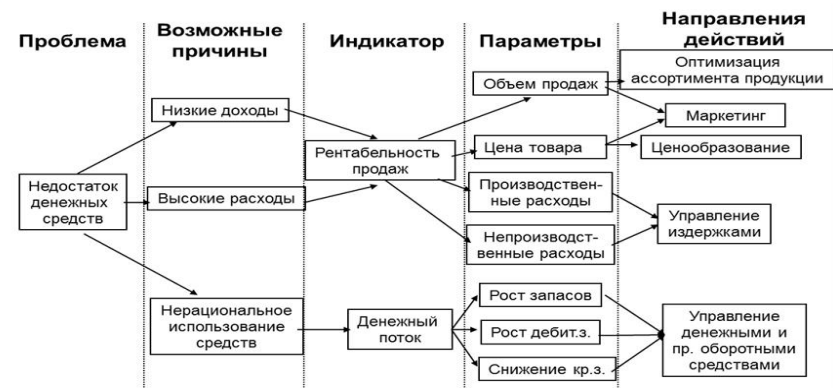 Проблема
Возможные
причины
Индикатор
Параметры
Направления
действий
Недостаток
денежных
средств
Низкие доходы
Высокие расходы
Нерациональное
использование
средств
Рентабельность
продаж
Денежный
поток
Объем продаж
Цена товара
Производствен-
ные расходы
Непроизводст-
венные расходы
Рост запасов
Рост дебит.з.
Снижение кр.з.
Оптимизация
ассортимента продукции
Маркетинг
Ценообразование
Управление
издержками
Управление
денежными и
пр. оборотными
средствами